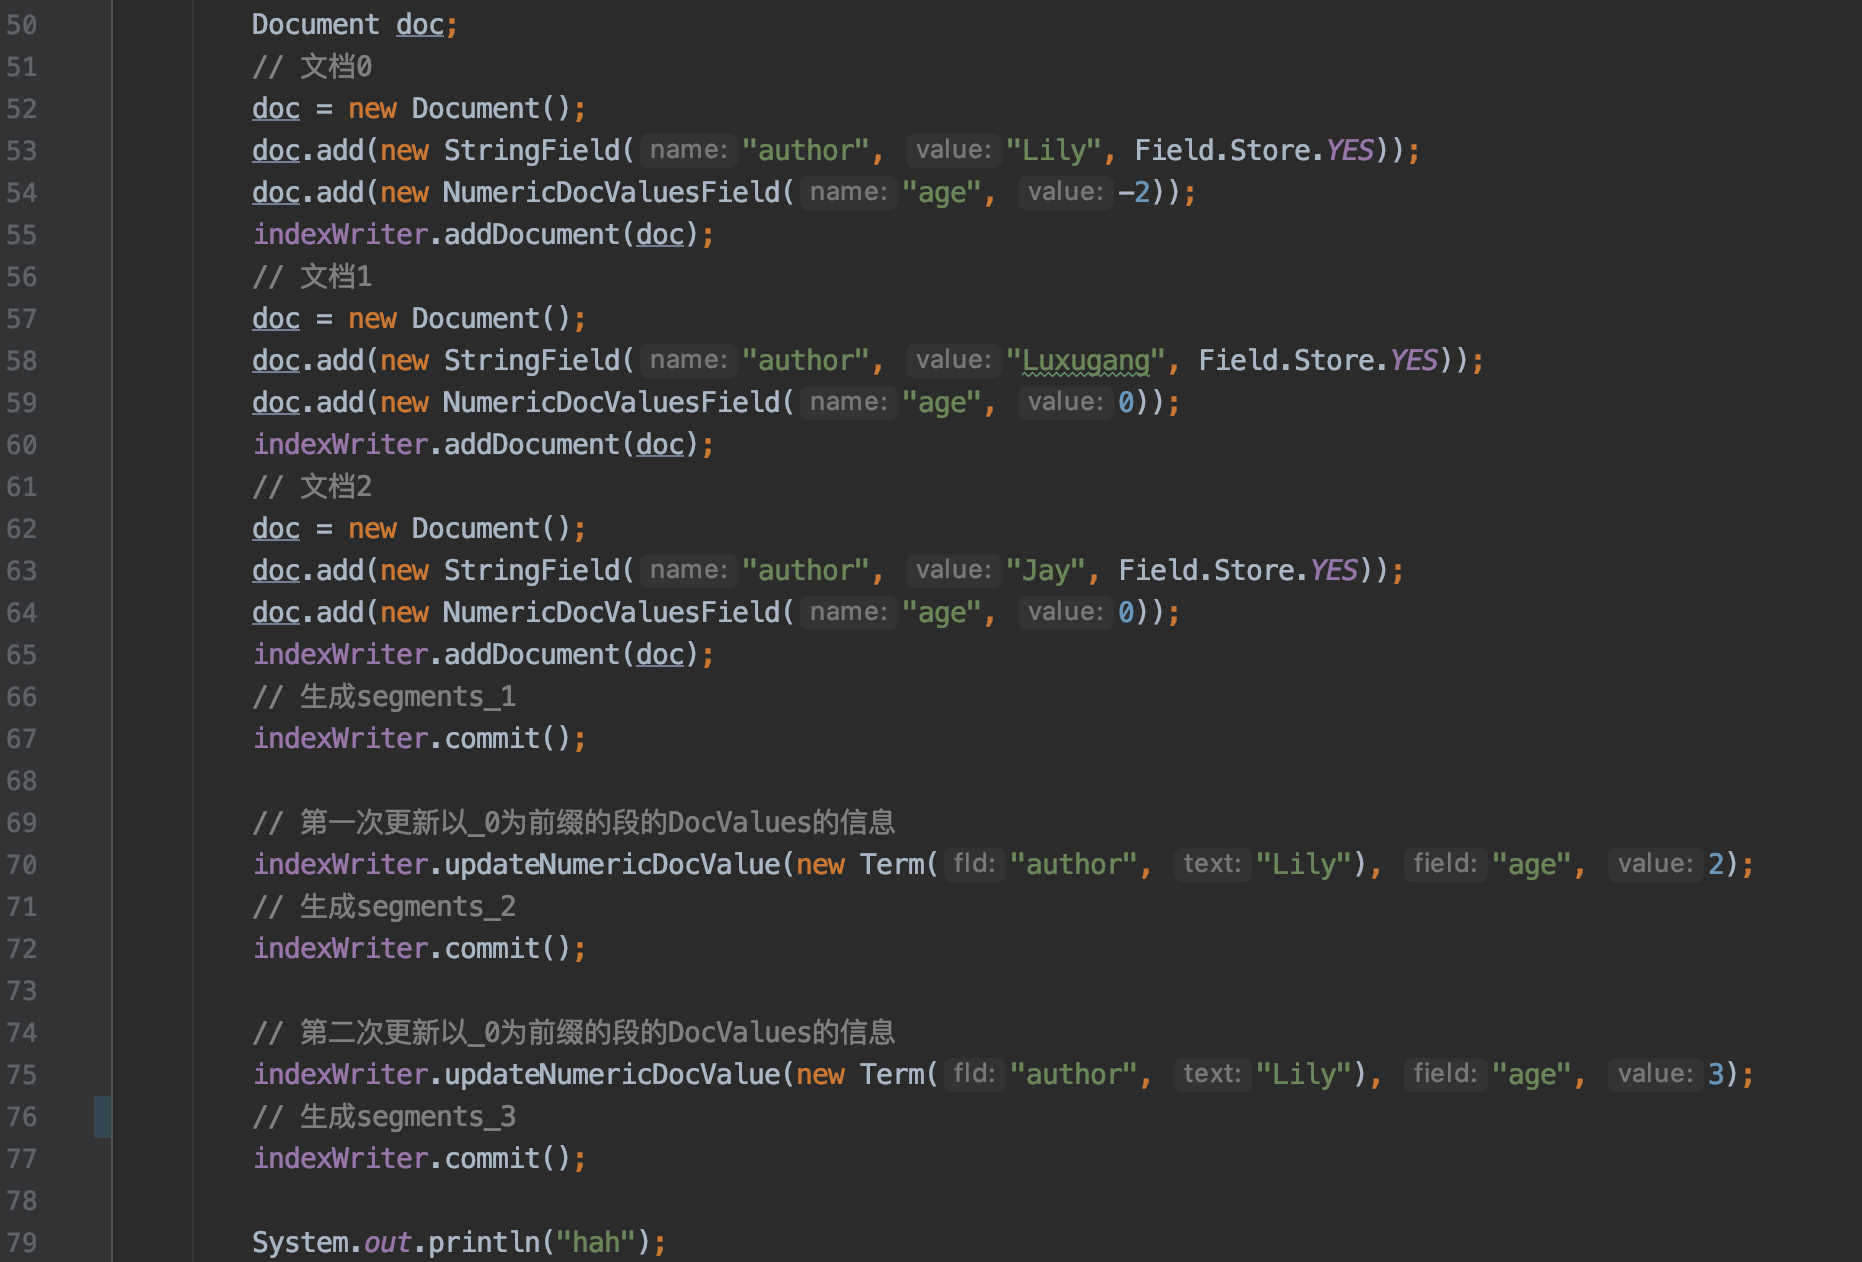 50 Document doc;
51 // 文档0
52 doc = new Document();
53 doc.add(new StringField( name: "author", value: "Lily", Field.Store.YES));
54 doc.add(new NumericDocValuesField( name: "age", value: -2));
55 indexWriter.addDocument(doc);
56 // 文档1
57 doc = new Document();
58 doc.add(new StringField( name: "author", value: "Luxugang", Field.Store.YES));
59 doc.add(new NumericDocValuesField( name: "age", value: 0));
60 indexWriter.addDocument(doc);
61 // 文档2
62 doc = new Document();
63 doc.add(new StringField( name: "author", value: "Jay", Field.Store.YES));
64 doc.add(new NumericDocValuesField( name: "age", value: 0));
65 indexWriter.addDocument(doc);
66 // 生成segments_1
67 indexWriter.commit();
68
69 // 第一次更新以_0为前缀的段的DocValues的信息
70 indexWriter.updateNumericDocValue(new Term( fld: "author", text: "Lily"), field: "age", value: 2);
71 // 生成segments_2
72 indexWriter.commit();
73
74 // 第二次更新以_0为前缀的段的DocValues的信息
75 indexWriter.updateNumericDocValue(new Term( fld: "author", text: "Lily"), field: "age", value: 3);
76 // 生成segments_3
77 indexWriter.commit();
78
79 System.out.println("hah");